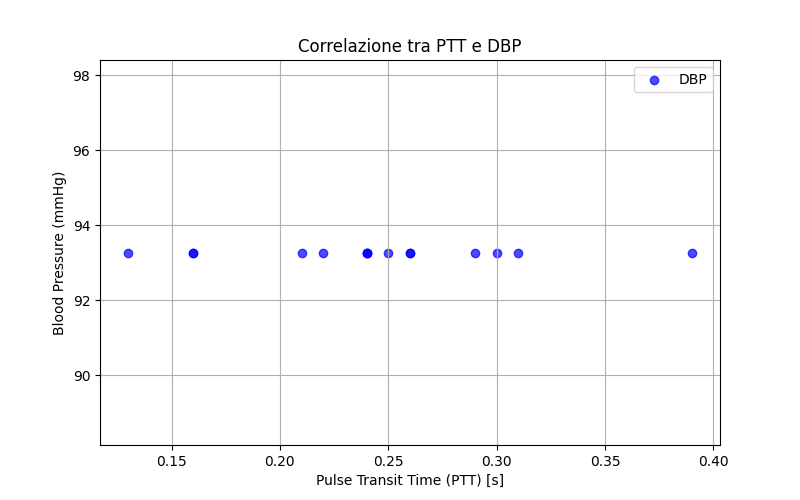 Correlazione tra PTT e DBP
DBP
98
96
94
92
90
Blood Pressure (mmHg)
0.15 0.20 0.25 0.30 0.35 0.40
Pulse Transit Time (PTT) [s]